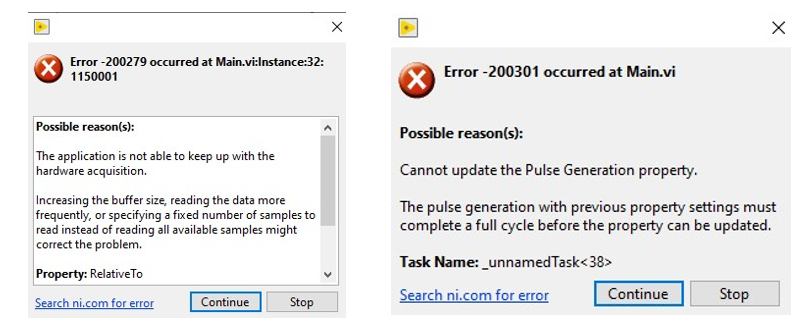 Error -200279 occurred at Main.vi:Instance:32:
1150001
Possible reason(s):
The application is not able to keep up with the
hardware acquisition.
Increasing the buffer size, reading the data more
frequently, or specifying a fixed number of samples to
read instead of reading all available samples might
correct the problem.
Property: RelativeTo
Search ni.com for error
Continue
Stop
Error -200301 occurred at Main.vi
Possible reason(s):
Cannot update the Pulse Generation property.
The pulse generation with previous property settings must
complete a full cycle before the property can be updated.
Task Name: _unnamedTask<38>
Search ni.com for error
Continue
Stop